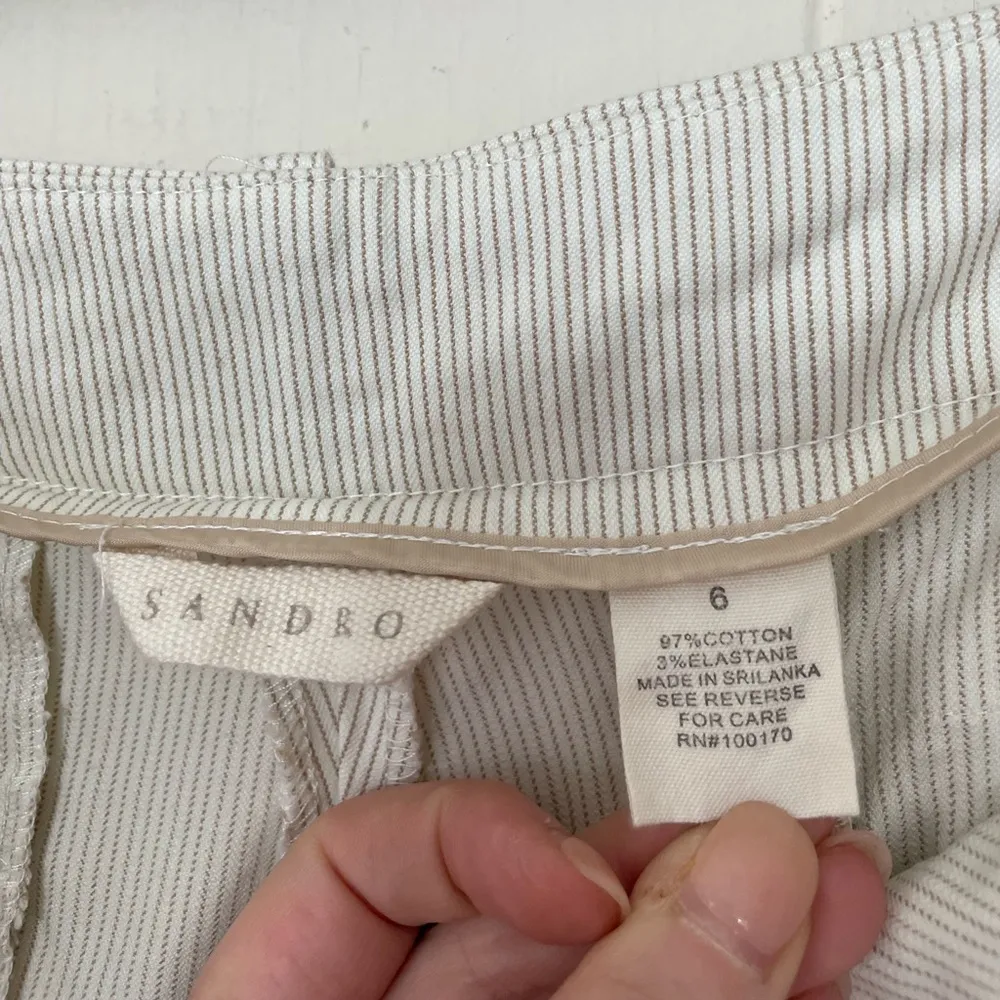 SANDRO
6
97%COTTON
3%ELASTANE
MADE IN SRILANKA
SEE REVERSE
FOR CARE
RN#100170